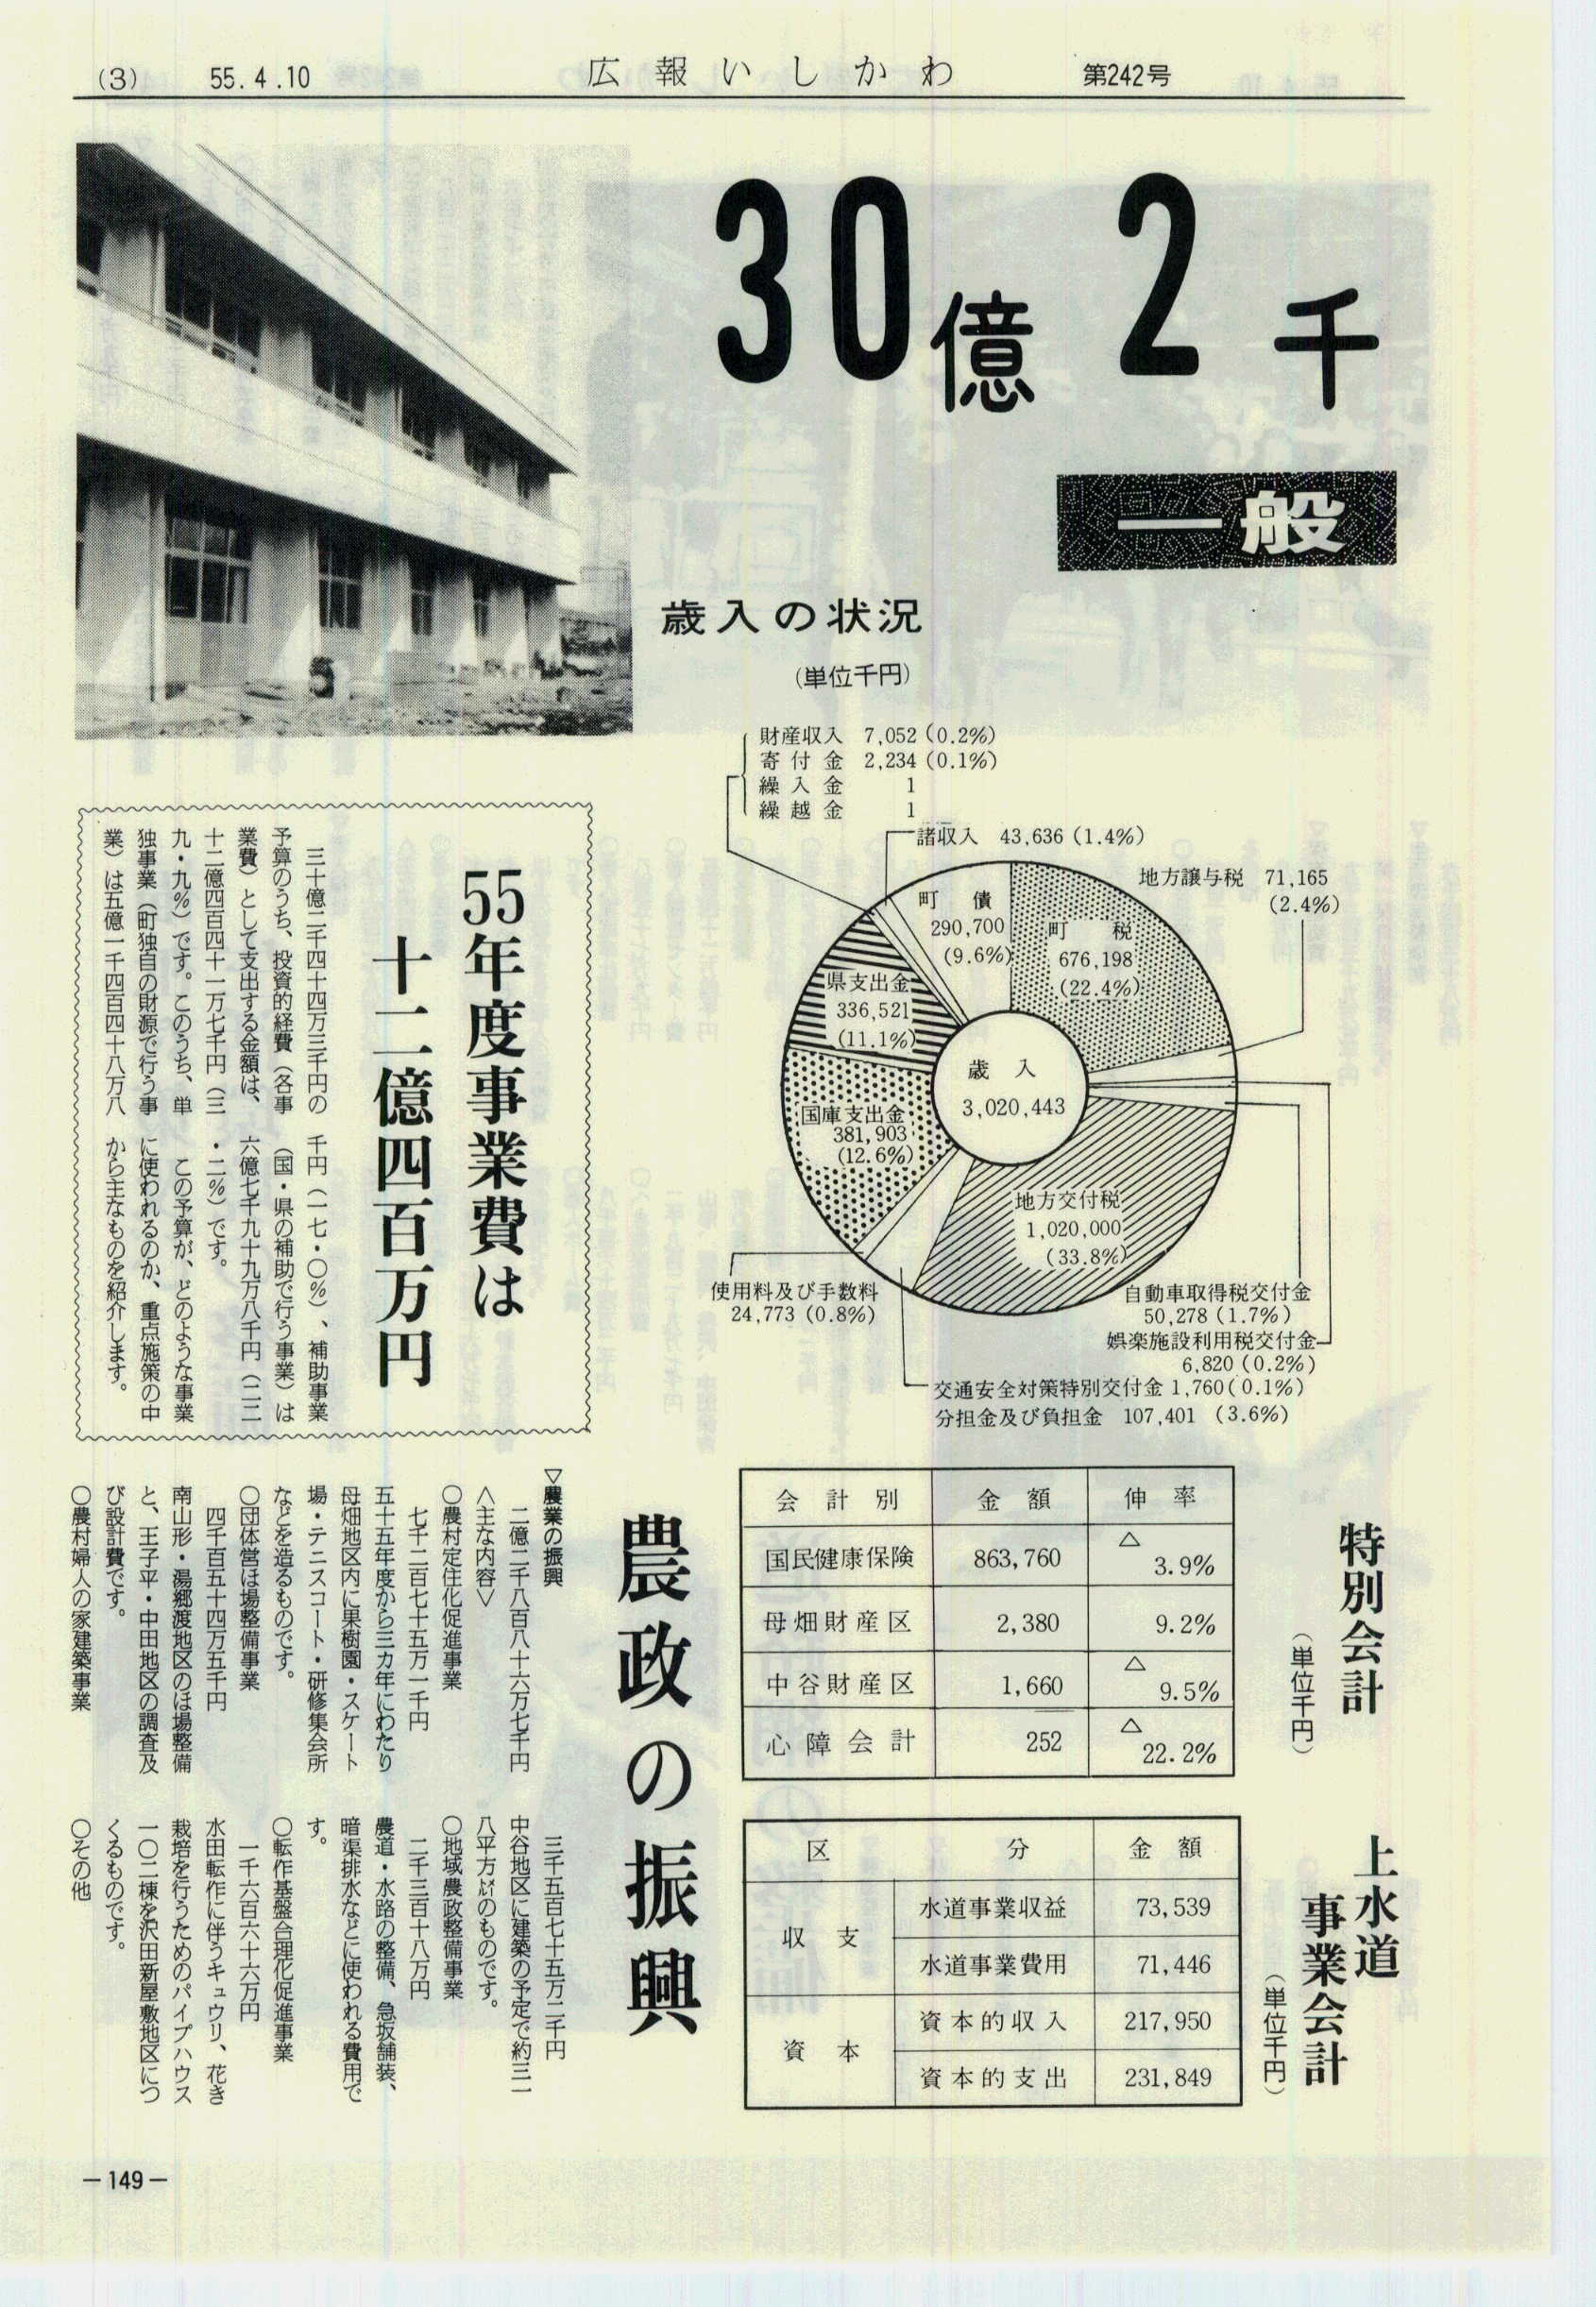 (3)
55.4.10
広報いしかわ
第242号
30億2千
一般
歳入の状況
(単位千円)
財産収入 7,052(0.2%)
寄付金 2,234(0.1%)
繰入金 1
繰越金 1
諸収入 43,636(1.4%)
地方譲与税 71,165
(2.4%)
町債
290,700
(9.6%)
町税
676,198
(22.4%)
県支出金
336,521
(11.1%)
歳入
3,020,443
国庫支出金
381,903
(12.6%)
地方交付税
1,020,000
(33.8%)
使用料及び手数料
24,773(0.8%)
自動車取得税交付金
50,278(1.7%)
娯楽施設利用税交付金
6,820(0.2%)
交通安全対策特別交付金 1,760(0.1%)
分担金及び負担金 107,401(3.6%)
55年度事業費は
十二億四百万円
三十億二千四十四万三千円の
予算のうち、投資的経費(各事
業費)として支出する金額は、
十二億四百四十一万七千円(三
九・九%)です。このうち、単
独事業(町独自の財源で行う事
業)は五億一千四百四十八万八
千円(一七・〇%)、補助事業
(国・県の補助で行う事業)は
六億七千九十九万八千円(二二
・二%)です。
この予算が、どのような事業
に使われるのか、重点施策の中
から主なものを紹介します。
特別会計
(単位千円)
会計別 金額 伸率
国民健康保険 863,760 △3.9%
母畑財産区 2,380 9.2%
中谷財産区 1,660 △9.5%
心障会計 252 △22.2%
上水道
事業会計
(単位千円)
区分 金額
収支 水道事業収益 73,539
水道事業費用 71,446
資本 資本的収入 217,950
資本的支出 231,849
農政の振興
▽農業の振興
二億二千八百八十六万七千円
〈主な内容〉
〇農村定住化促進事業
七千二百七十五万一千円
五十五年度から三カ年にわたり
母畑地区内に果樹園・スケート
場・テニスコート・研修集会所
などを造るものです。
〇団体営ほ場整備事業
四千百五十四万五千円
南山形・湯郷渡地区のほ場整備
と、王子平・中田地区の調査及
び設計費です。
〇農村婦人の家建築事業
三千五百七十五万二千円
中谷地区に建築の予定で約三一
八平方㍍のものです。
〇地域農政整備事業
二千三百十八万円
農道・水路の整備、急坂舗装、
暗渠排水などに使われる費用で
す。
〇転作基盤合理化促進事業
一千六百六十六万円
水田転作に伴うキュウリ、花き
栽培を行うためのパイプハウス
一〇二棟を沢田新屋敷地区につ
くるものです。
〇その他
－149－